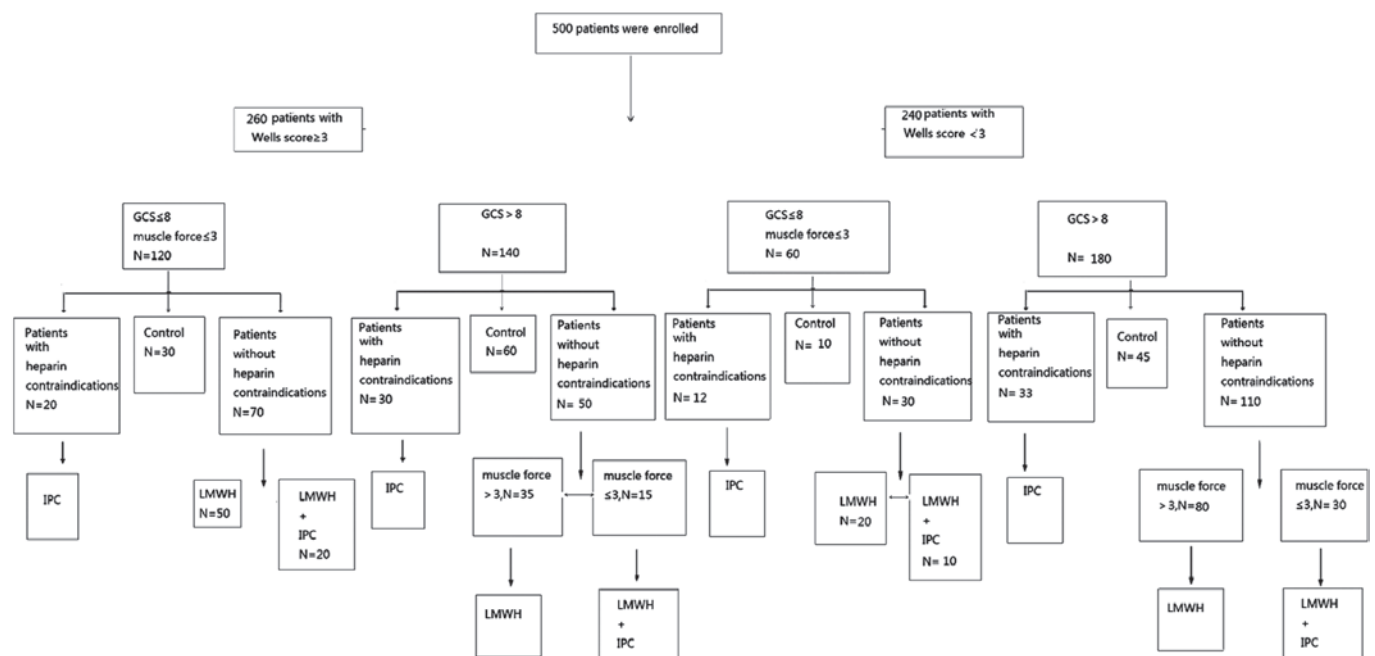 500 patients were enrolled
260 patients with
Wells score≥3
240 patients with
Wells score <3
GCS≤8
muscle force≤3
N=120
GCS > 8
N=140
GCS≤8
muscle force≤3
N= 60
GCS > 8
N= 180
Patients
with
heparin
contraindications
N=20
Control
N=30
Patients
without
heparin
contraindications
N=70
Patients
with
heparin
contraindications
N= 30
Control
N=60
Patients
without
heparin
contraindications
N= 50
Patients
with
heparin
contraindications
N= 12
Control
N= 10
Patients
without
heparin
contraindications
N= 30
Patients
with
heparin
contraindications
N= 33
Control
N= 45
Patients
without
heparin
contraindications
N= 110
IPC
LMWH
N=50
LMWH
+
IPC
N=20
IPC
muscle force
> 3,N=35
muscle force
≤3,N=15
IPC
LMWH
N=20
LMWH
+
IPC
N= 10
IPC
muscle force
> 3,N=80
muscle force
≤3,N= 30
LMWH
LMWH
+
IPC
LMWH
LMWH
+
IPC